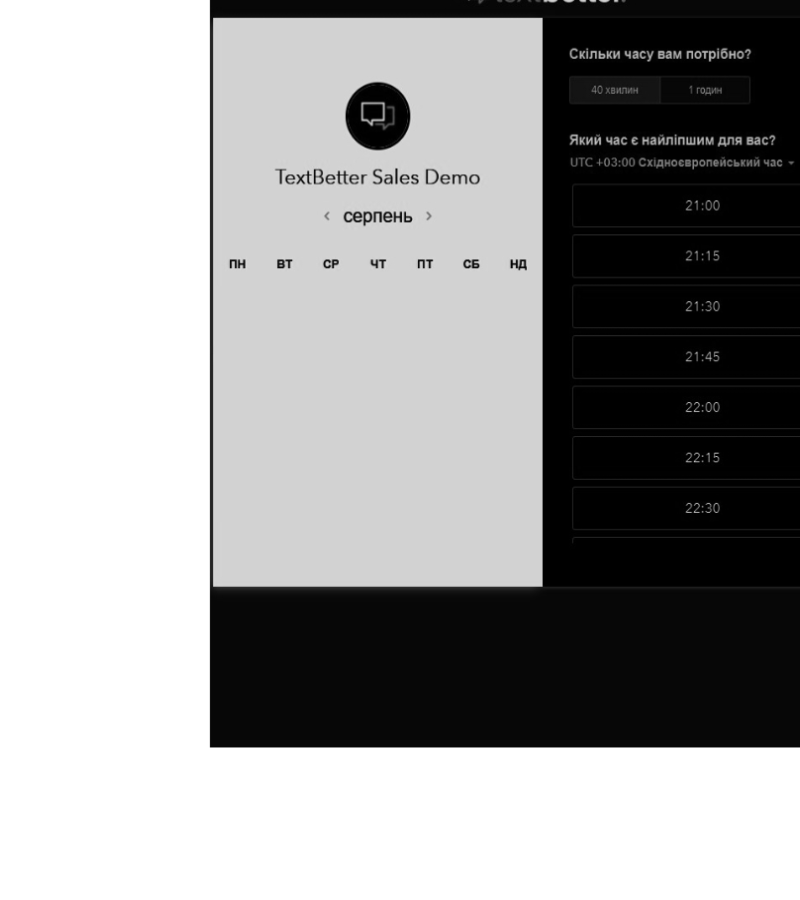 TextBetter Sales Demo
серпень
ПН ВТ СР ЧТ ПТ СБ НД
Скільки часу вам потрібно?
40 хвилин 1 годин
Який час є найліпшим для вас?
UTC +03:00 Східноєвропейський час
21:00
21:15
21:30
21:45
22:00
22:15
22:30